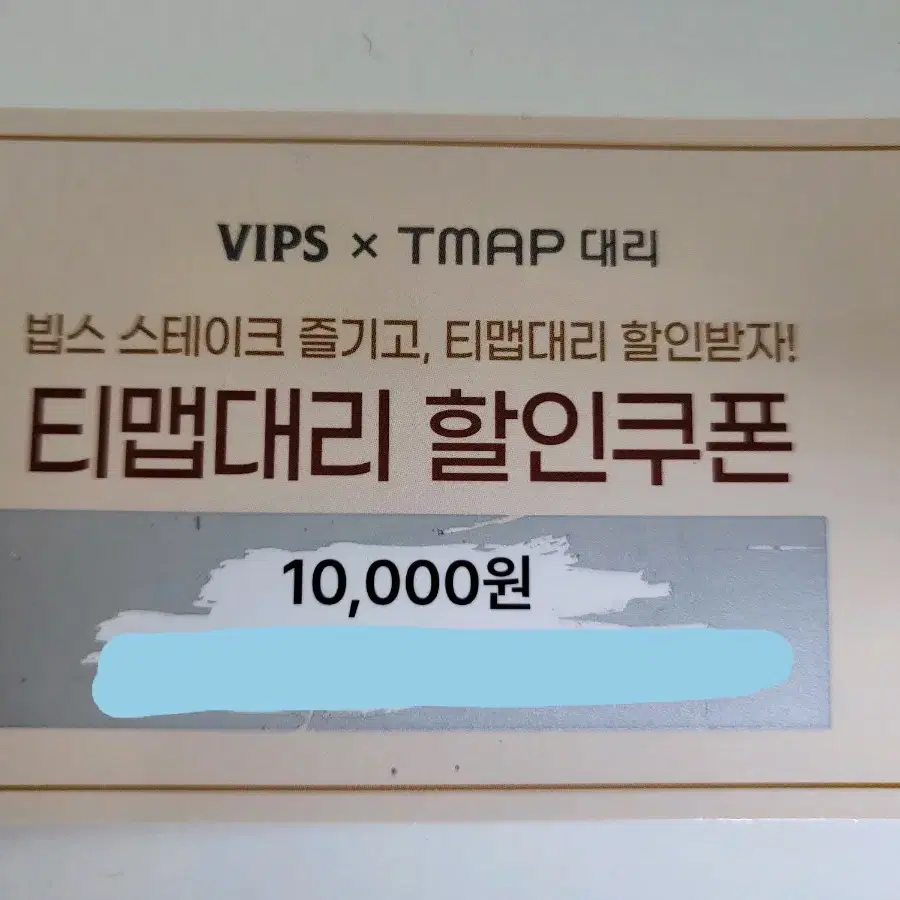 VIPS × TMAP 대리
빕스 스테이크 즐기고, 티맵대리 할인받자!
티맵대리 할인쿠폰
10,000원